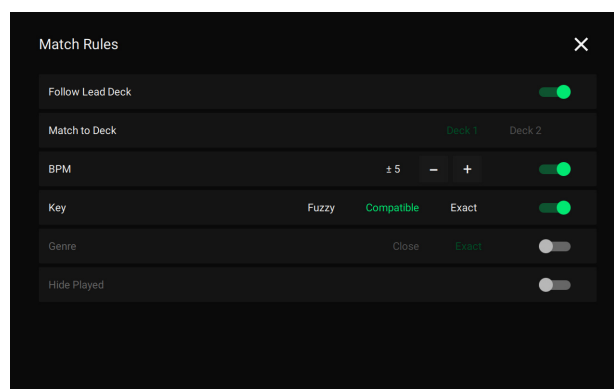 Match Rules
Follow Lead Deck
Match to Deck Deck 1 Deck 2
BPM ± 5 − +
Key Fuzzy Compatible Exact
Genre Close Exact
Hide Played